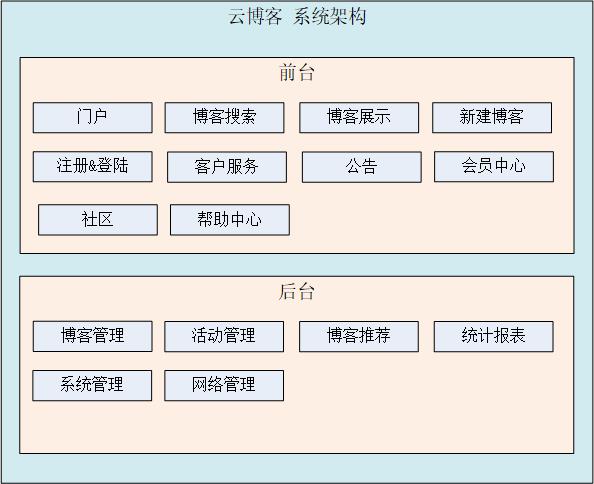 云博客 系统架构
前台
门户 博客搜索 博客展示 新建博客
注册&登陆 客户服务 公告 会员中心
社区 帮助中心
后台
博客管理 活动管理 博客推荐 统计报表
系统管理 网络管理